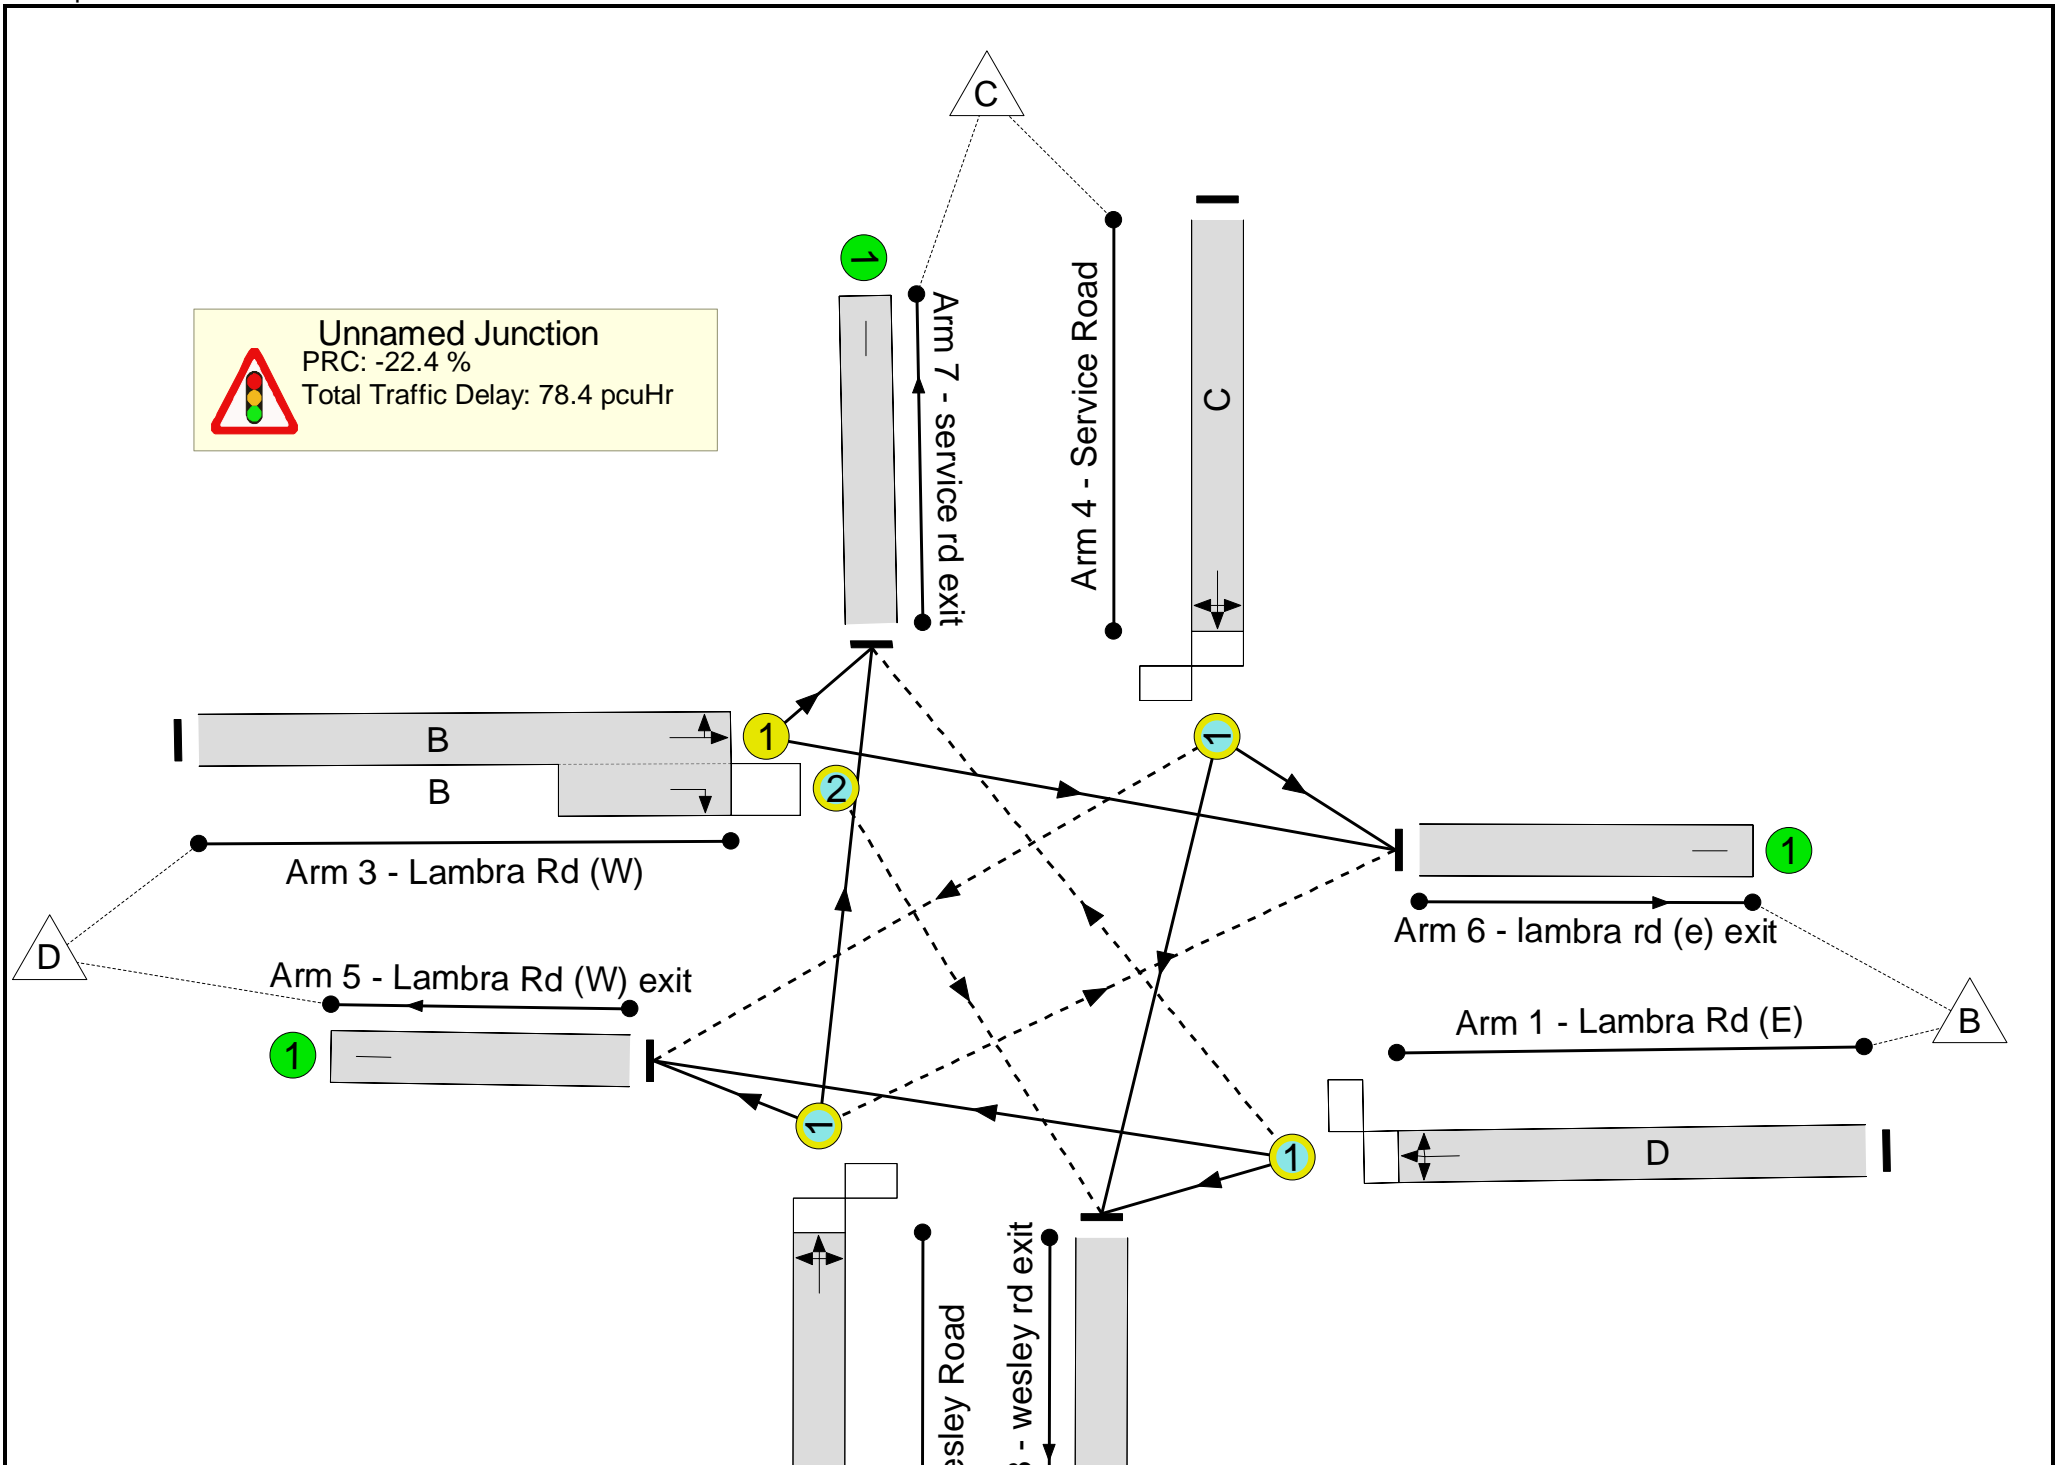 C
1
Arm 7 - service rd exit
Arm 4 - Service Road
C
Unnamed Junction
PRC: -22.4 %
Total Traffic Delay: 78.4 pcuHr
B
1
1
B
2
Arm 3 - Lambra Rd (W)
1
Arm 6 - lambra rd (e) exit
D
Arm 5 - Lambra Rd (W) exit
1
Arm 1 - Lambra Rd (E)
B
1
1
D
esley Road
- wesley rd exit